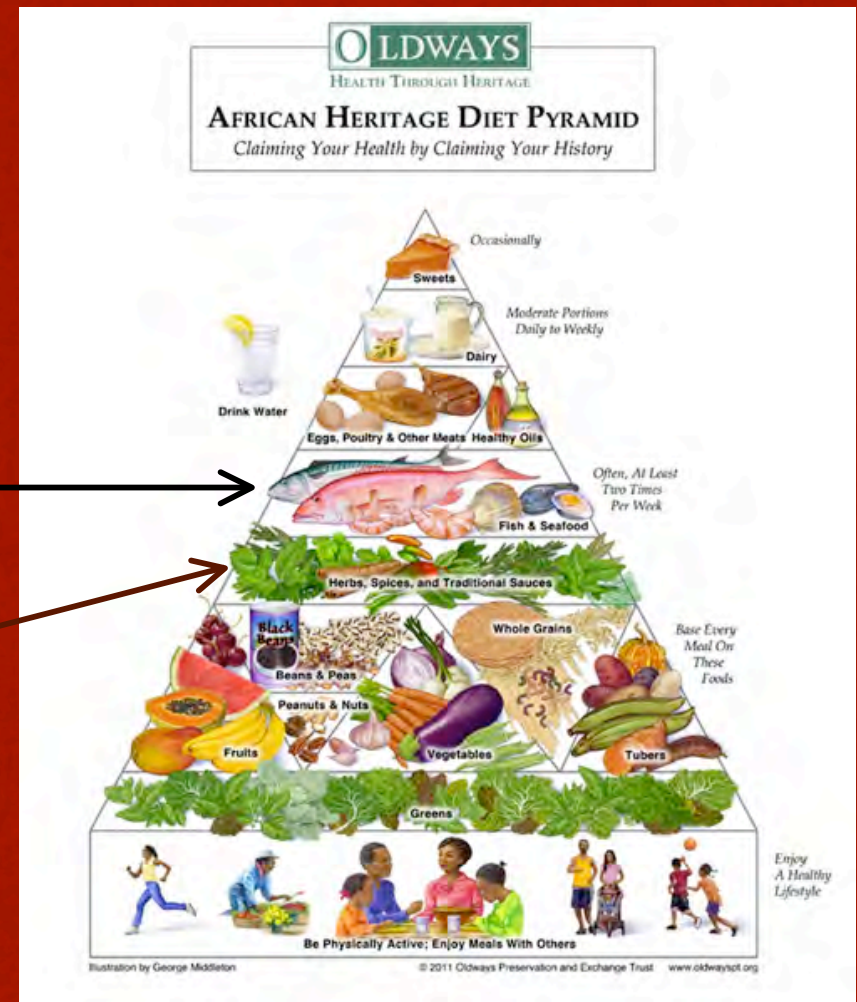 OLDWAYS
HEALTH THROUGH HERITAGE
AFRICAN HERITAGE DIET PYRAMID
Claiming Your Health by Claiming Your History
Occasionally
Sweets
Moderate Portions
Daily to Weekly
Dairy
Drink Water
Eggs, Poultry & Other Meats
Healthy Oils
Often, At Least
Two Times
Per Week
Fish & Seafood
Herbs, Spices, and Traditional Sauces
Black
Beans
Whole Grains
Base Every
Meal On
These
Foods
Beans & Peas
Peanuts & Nuts
Fruits
Vegetables
Tubers
Greens
Enjoy
A Healthy
Lifestyle
Be Physically Active; Enjoy Meals With Others
Illustration by George Middleton
© 2011 Oldways Preservation and Exchange Trust
www.oldwayspt.org